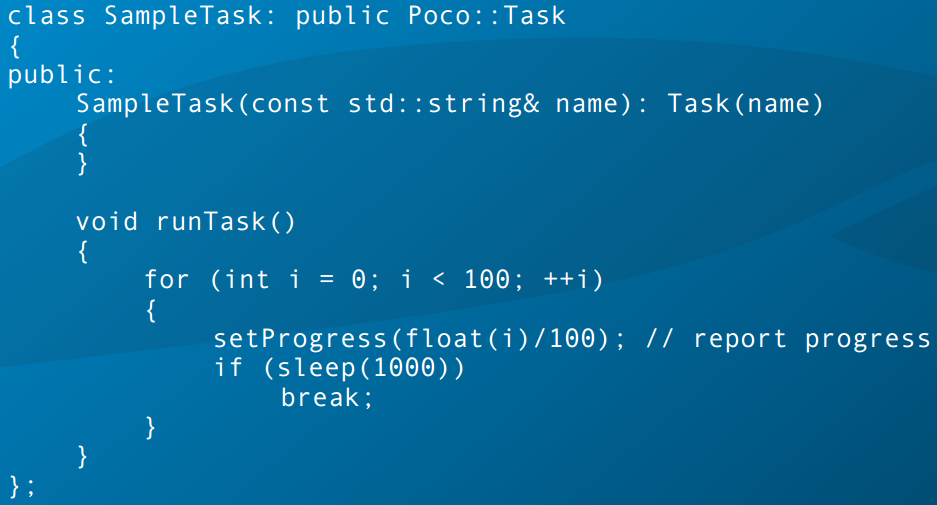 class SampleTask: public Poco::Task
{
public:
    SampleTask(const std::string& name): Task(name)
    {
    }

    void runTask()
    {
        for (int i = 0; i < 100; ++i)
        {
            setProgress(float(i)/100); // report progress
            if (sleep(1000))
                break;
        }
    }
};